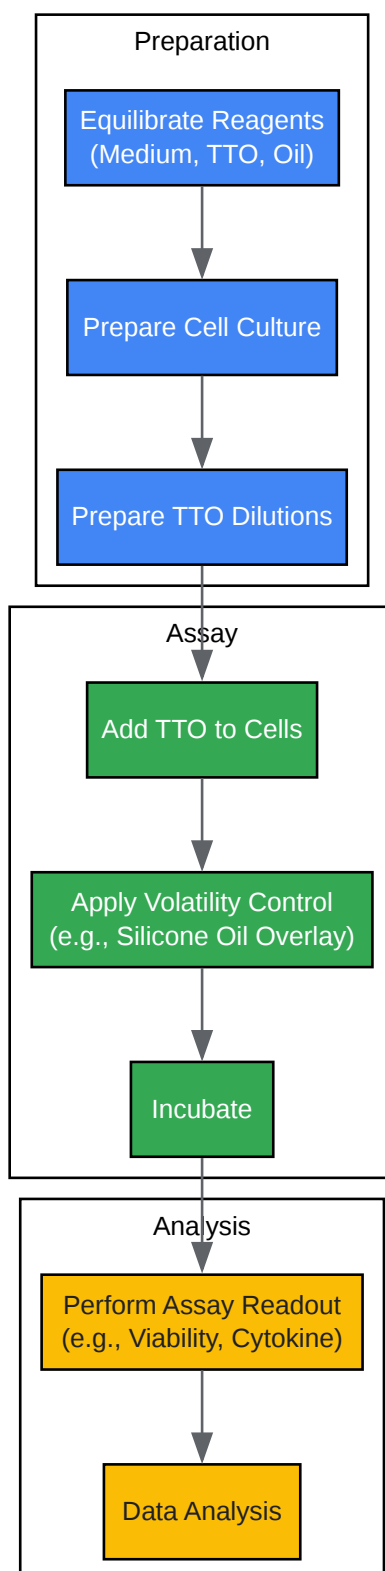 Preparation
Equilibrate Reagents
(Medium, TTO, Oil)
Prepare Cell Culture
Prepare TTO Dilutions
Assay
Add TTO to Cells
Apply Volatility Control
(e.g., Silicone Oil Overlay)
Incubate
Analysis
Perform Assay Readout
(e.g., Viability, Cytokine)
Data Analysis